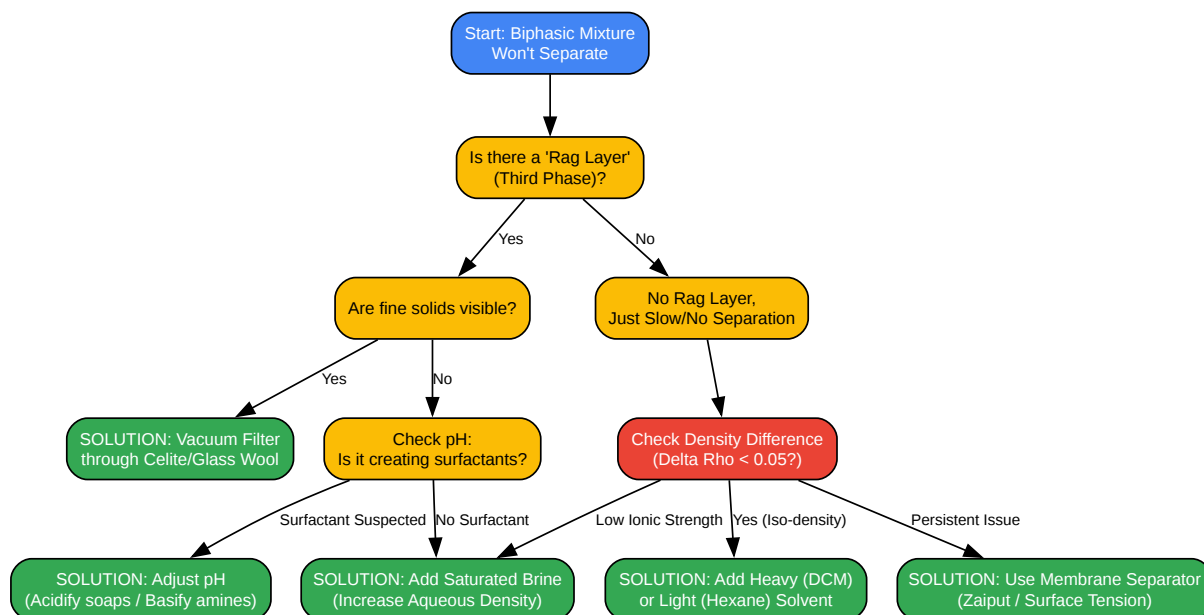 Start: Biphasic Mixture
Won't Separate
Is there a 'Rag Layer'
(Third Phase)?
Yes
No
Are fine solids visible?
No Rag Layer,
Just Slow/No Separation
Yes
No
SOLUTION: Vacuum Filter
through Celite/Glass Wool
Check pH:
Is it creating surfactants?
Check Density Difference
(Delta Rho < 0.05?)
Surfactant Suspected
No Surfactant
Low Ionic Strength
Yes (Iso-density)
Persistent Issue
SOLUTION: Adjust pH
(Acidify soaps / Basify amines)
SOLUTION: Add Saturated Brine
(Increase Aqueous Density)
SOLUTION: Add Heavy (DCM)
or Light (Hexane) Solvent
SOLUTION: Use Membrane Separator
(Zaiput / Surface Tension)